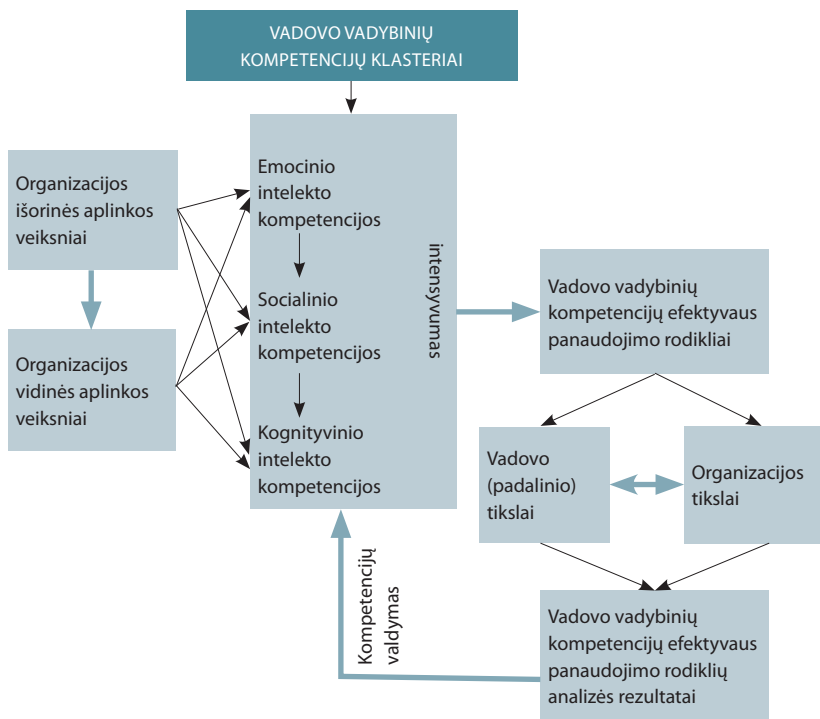 VADOVO VADYBINIŲ
KOMPETENCIJŲ KLASTERIAI
Organizacijos
išorinės aplinkos
veiksniai
Organizacijos
vidinės aplinkos
veiksniai
Emocinio
intelekto
kompetencijos
Socialinio
intelekto
kompetencijos
Kognityvinio
intelekto
kompetencijos
intensyvumas
Vadovo vadybinių
kompetencijų efektyvaus
panaudojimo rodikliai
Vadovo
(padalinio)
tikslai
Organizacijos
tikslai
Kompetencijų
valdymas
Vadovo vadybinių
kompetencijų efektyvaus
panaudojimo rodiklių
analizės rezultatai